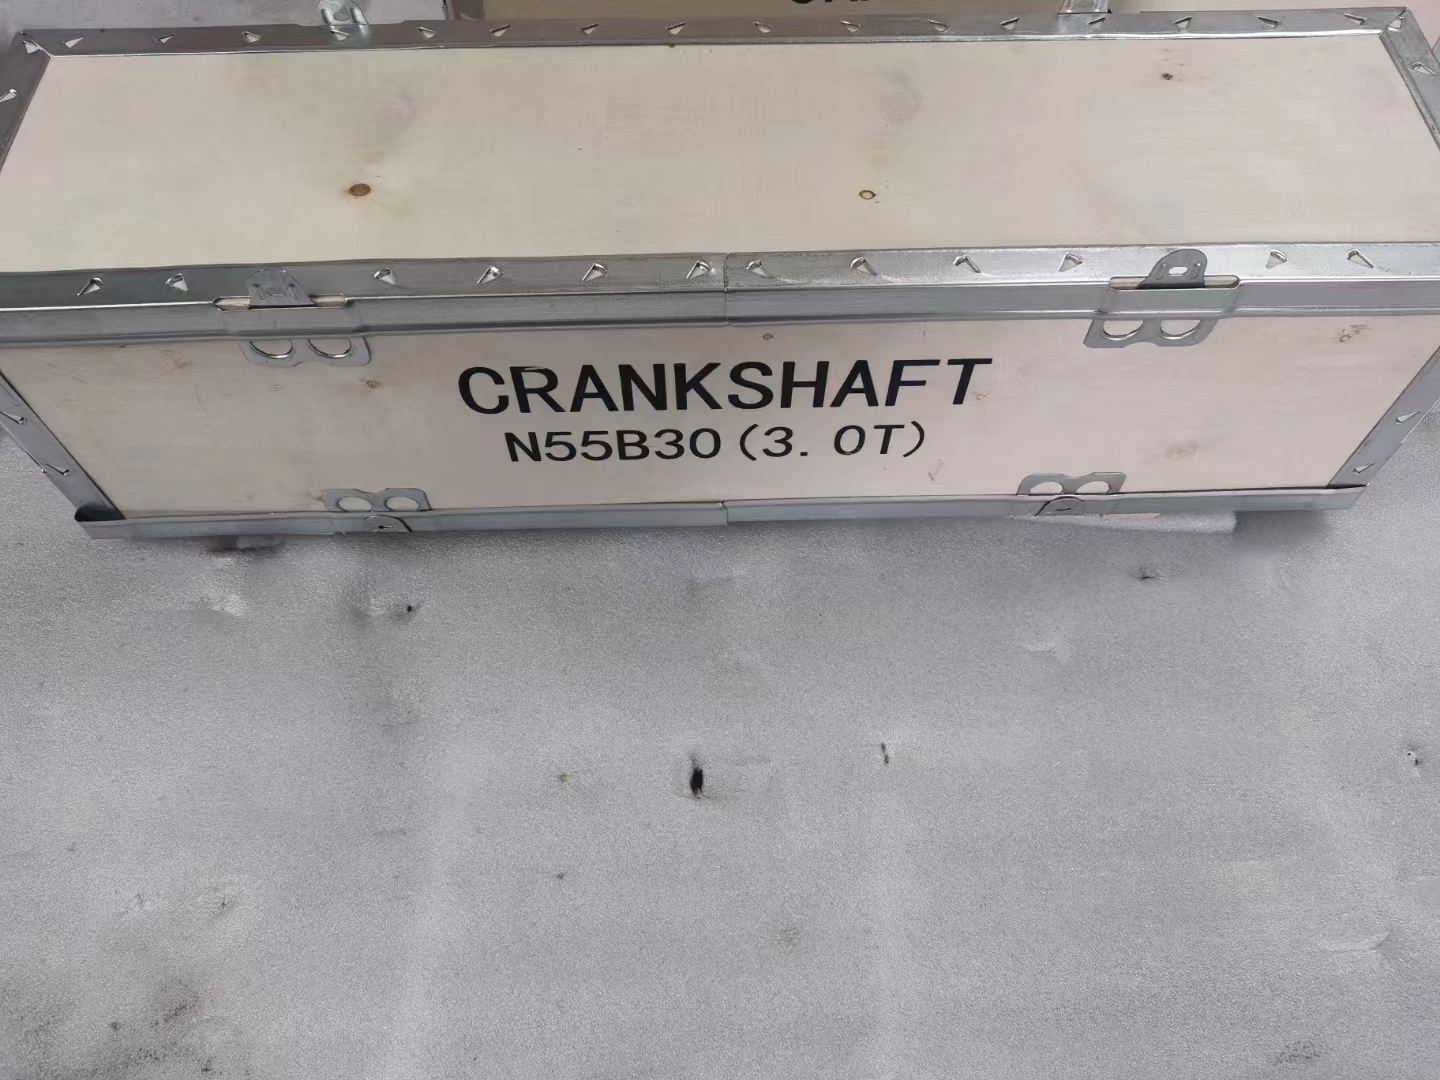 CRANKSHAFT
N55B30(3. 0T)